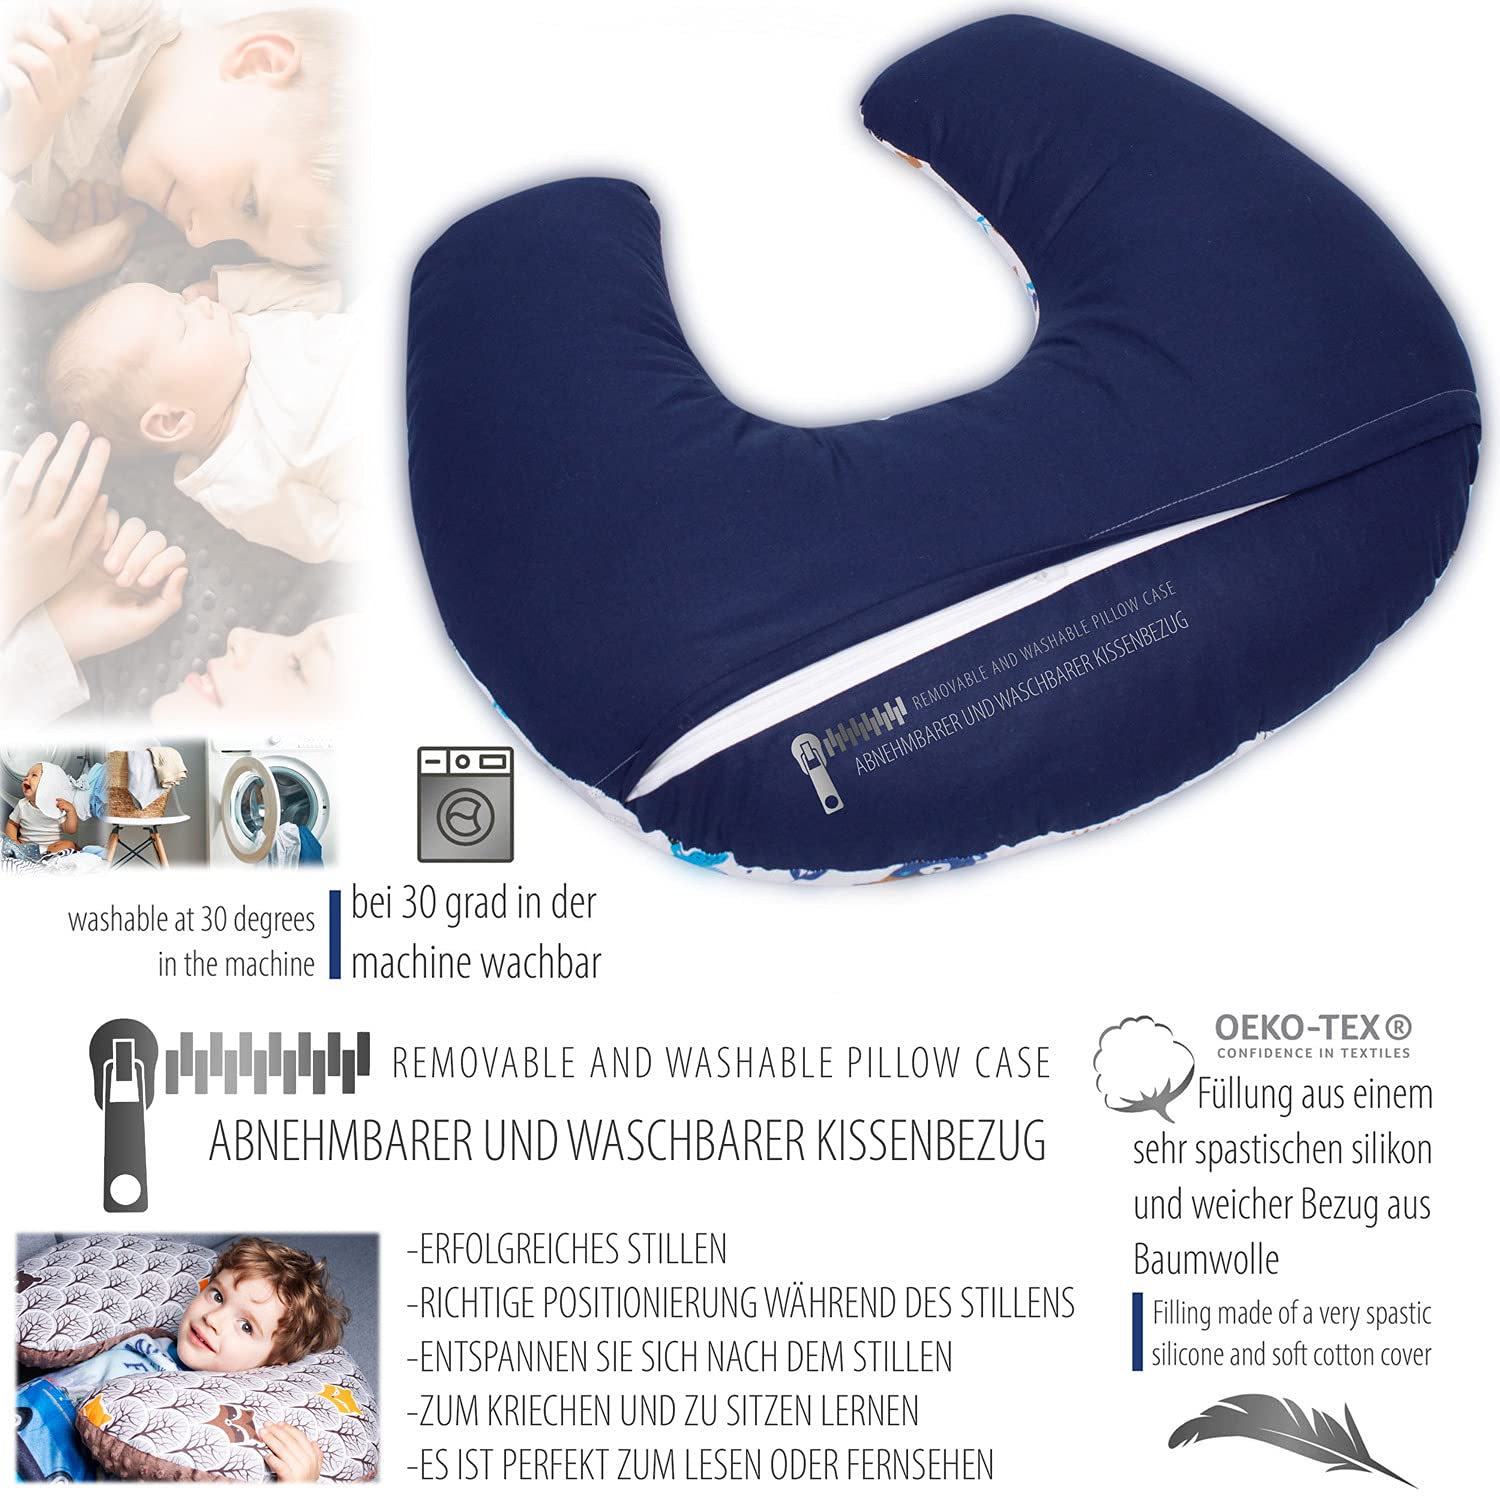 REMOVABLE AND WASHABLE PILLOW CASE
ABNEHMBARER UND WASCHBARER KISSENBEZUG
washable at 30 degrees
in the machine
bei 30 grad in der
machine wachbar
REMOVABLE AND WASHABLE PILLOW CASE
ABNEHMBARER UND WASCHBARER KISSENBEZUG
OEKO-TEX®
CONFIDENCE IN TEXTILES
Füllung aus einem
sehr spastischen silikon
und weicher Bezug aus
Baumwolle
Filling made of a very spastic
silicone and soft cotton cover
-ERFOLGREICHES STILLEN
-RICHTIGE POSITIONIERUNG WÄHREND DES STILLENS
-ENTSPANNEN SIE SICH NACH DEM STILLEN
-ZUM KRIECHEN UND ZU SITZEN LERNEN
-ES IST PERFEKT ZUM LESEN ODER FERNSEHEN